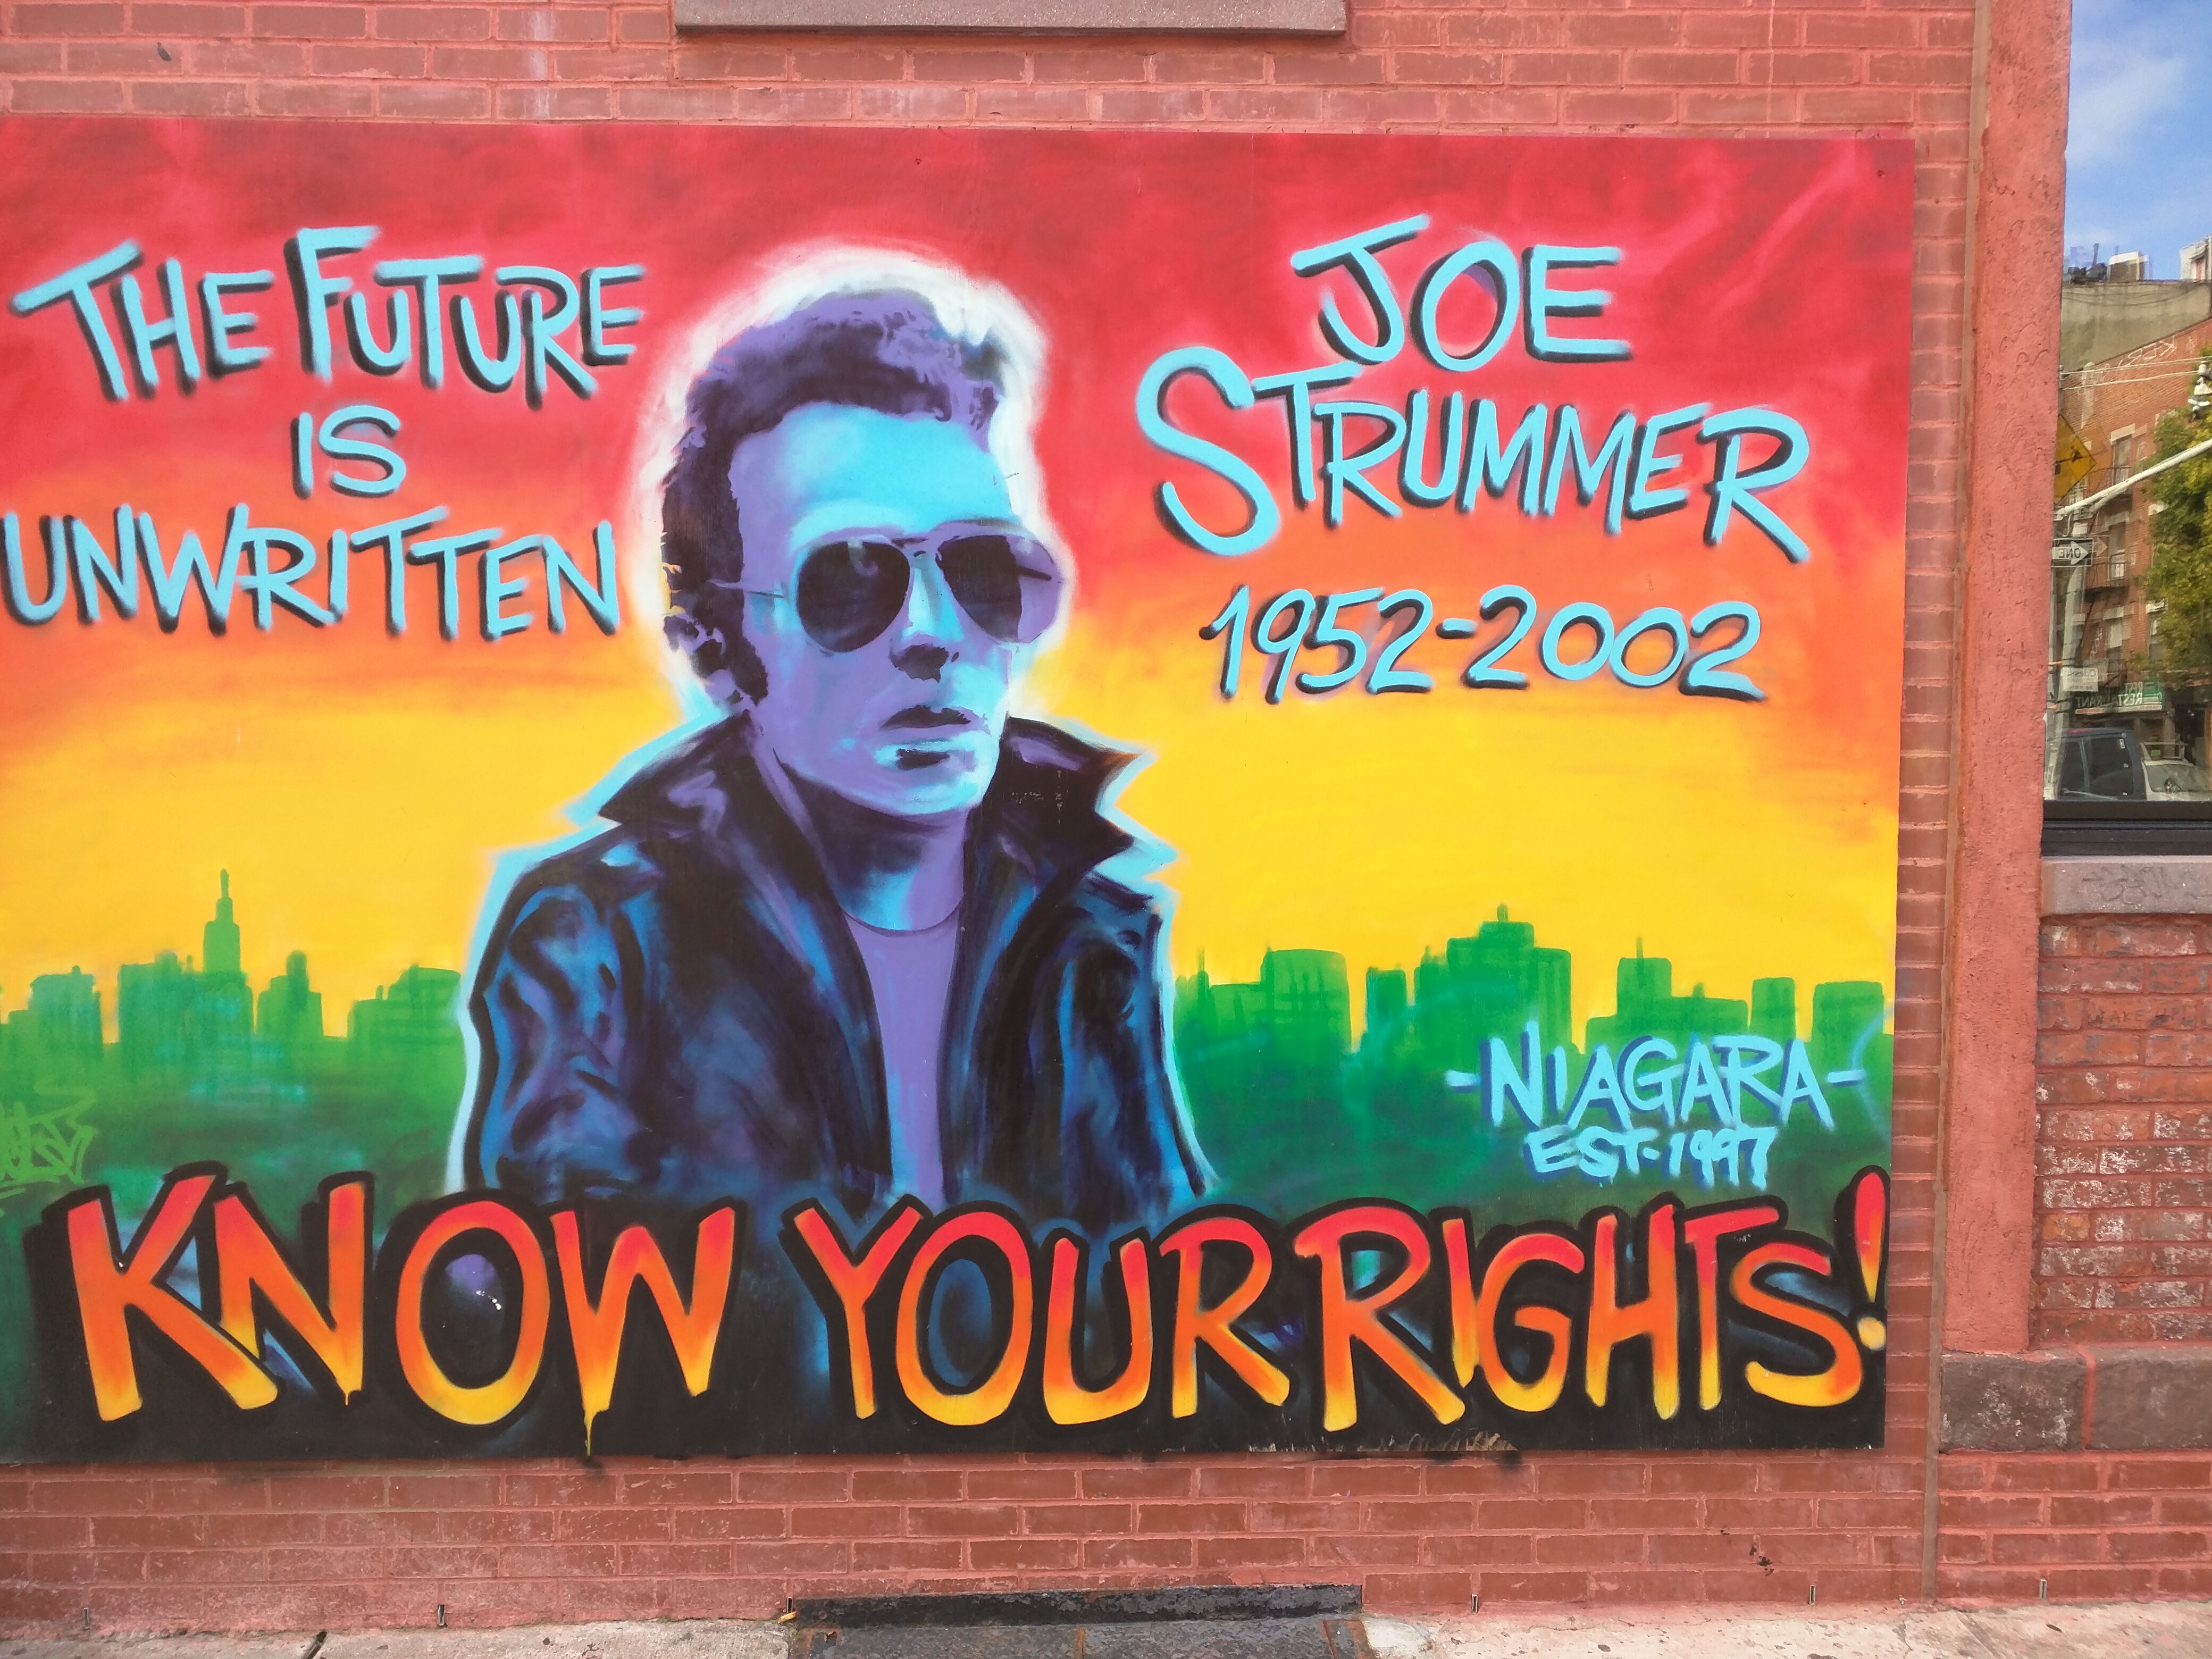 THE FUTURE
IS
UNWRITTEN
JOE
STRUMMER
1952-2002
-NIAGARA-
EST-1997
KNOW YOUR RIGHTS!